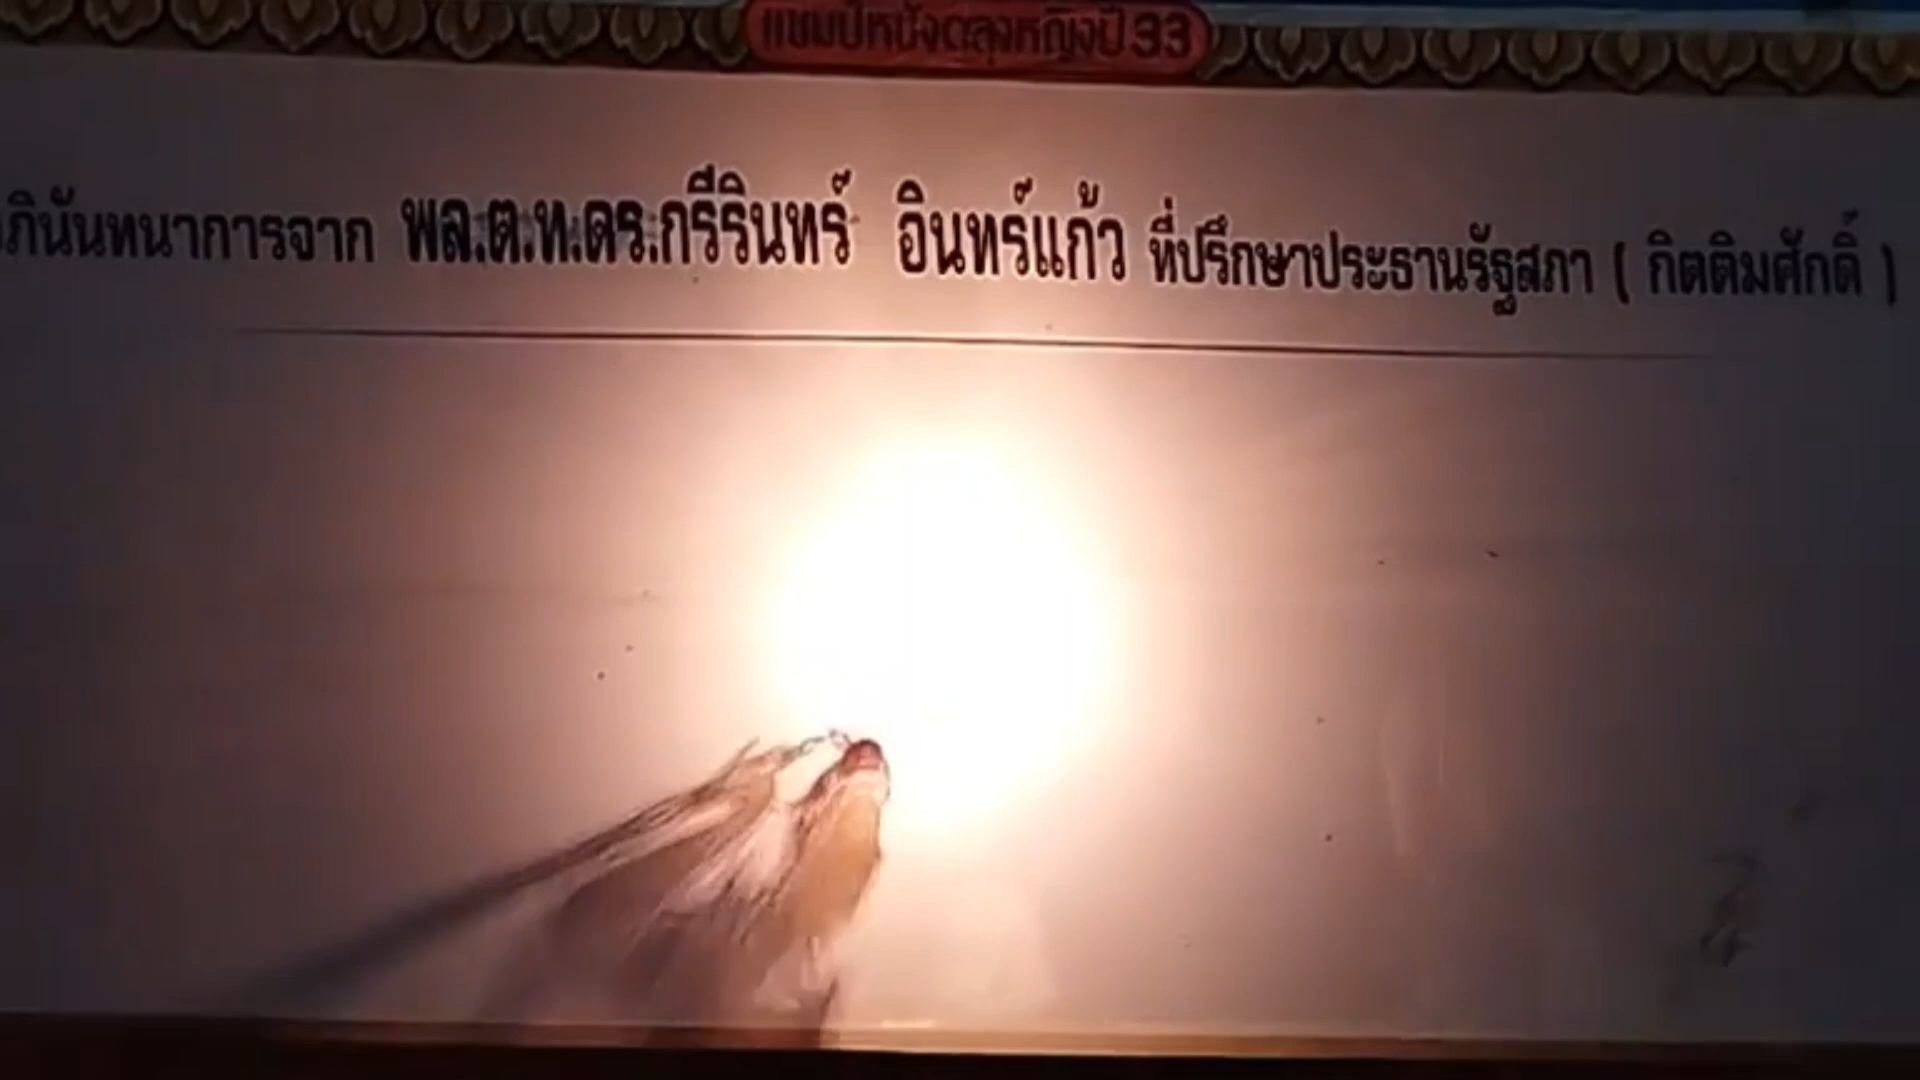 แชมป์หนังตะลุงหญิงปี 33
ภินันทนาการจาก พล.ต.ท.ดร.กรีรินทร์ อินทร์แก้ว ที่ปรึกษาประธานรัฐสภา ( กิตติมศักดิ์ )